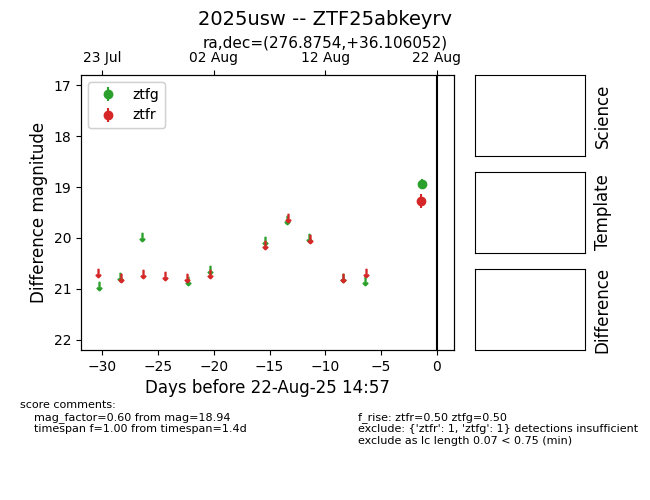 2025usw -- ZTF25abkeyrv
ra,dec=(276.8754,+36.106052)
23 Jul
02 Aug
12 Aug
22 Aug
ztfg
ztfr
17
18
19
20
21
22
Difference magnitude
−30
−25
−20
−15
−10
−5
0
Days before 22-Aug-25 14:57
Science
Template
Difference
score comments:
mag_factor=0.60 from mag=18.94
timespan f=1.00 from timespan=1.4d
f_rise: ztfr=0.50 ztfg=0.50
exclude: {'ztfr': 1, 'ztfg': 1} detections insufficient
exclude as lc length 0.07 < 0.75 (min)